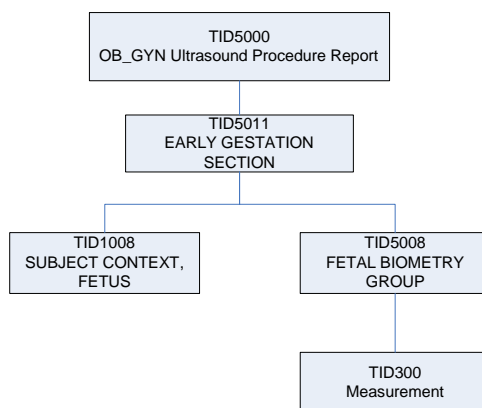 TID5000
OB_GYN Ultrasound Procedure Report
TID5011
EARLY GESTATION
SECTION
TID1008
SUBJECT CONTEXT,
FETUS
TID5008
FETAL BIOMETRY
GROUP
TID300
Measurement